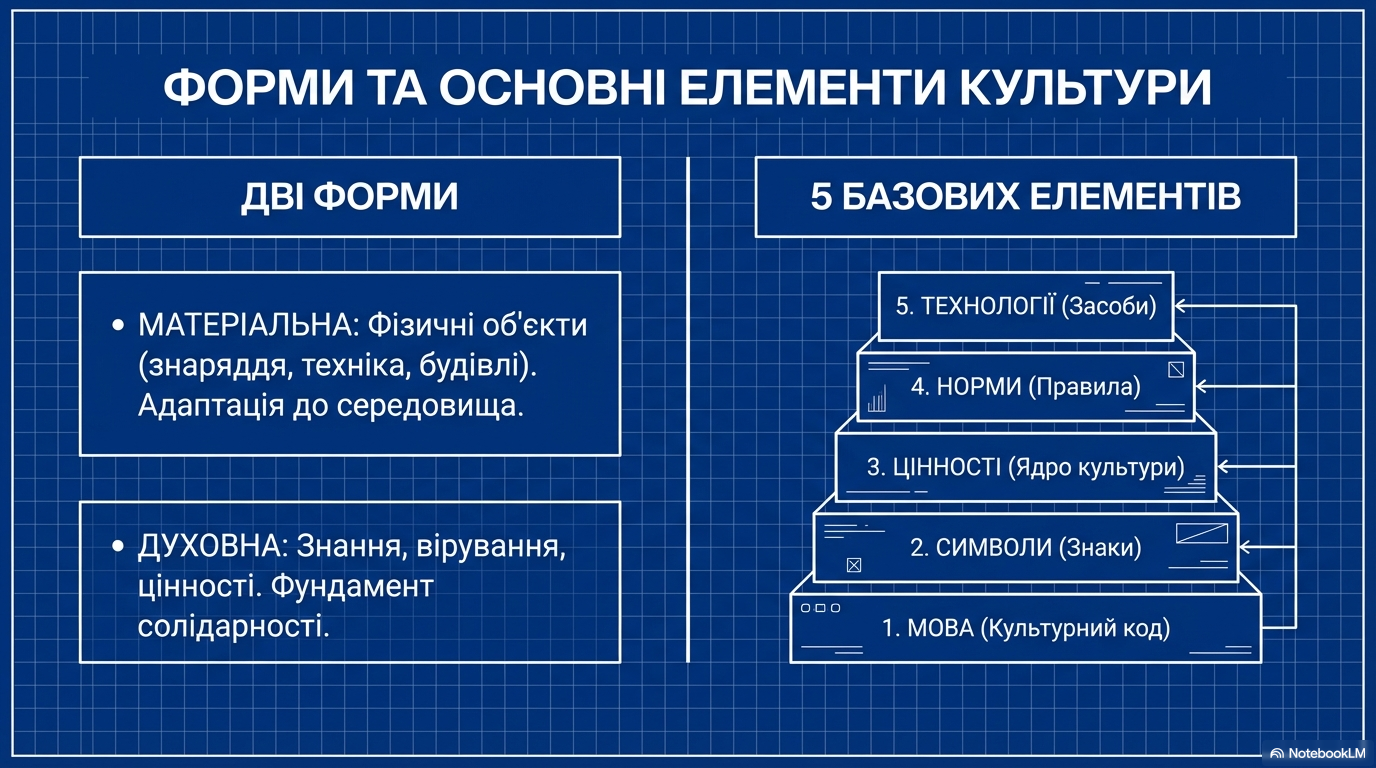 ФОРМИ ТА ОСНОВНІ ЕЛЕМЕНТИ КУЛЬТУРИ
ДВІ ФОРМИ
• МАТЕРІАЛЬНА: Фізичні об'єкти
(знаряддя, техніка, будівлі).
Адаптація до середовища.
• ДУХОВНА: Знання, вірування,
цінності. Фундамент
солідарності.
5 БАЗОВИХ ЕЛЕМЕНТІВ
5. ТЕХНОЛОГІЇ (Засоби)
4. НОРМИ (Правила)
3. ЦІННОСТІ (Ядро культури)
2. СИМВОЛИ (Знаки)
1. МОВА (Культурний код)
NotebookLM